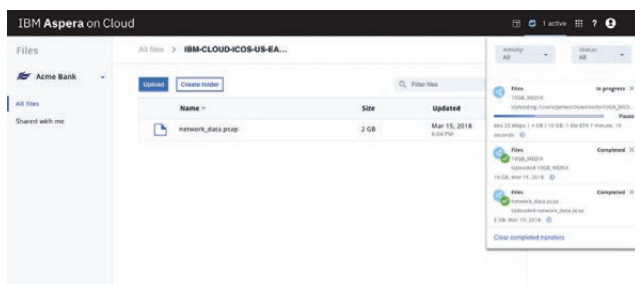 IBM Aspera on Cloud
1 active
?
Files
All files > IBM-CLOUD-ICOS-US-EA...
Activity: All
Status: All
Acme Bank
All files
Shared with me
Upload
Create folder
Filter files
Name
Size
Updated
network_data.pcap
2 GB
Mar 15, 2018
6:04 PM
Files
In progress
10GB_MEDIA
Pause
seconds
Files
Completed
10GB_MEDIA
Uploaded 10GB_MEDIA
10 GB, Mar 15, 2018
Files
Completed
network_data.pcap
Uploaded network_data.pcap
2 GB, Mar 15, 2018
Clear completed transfers